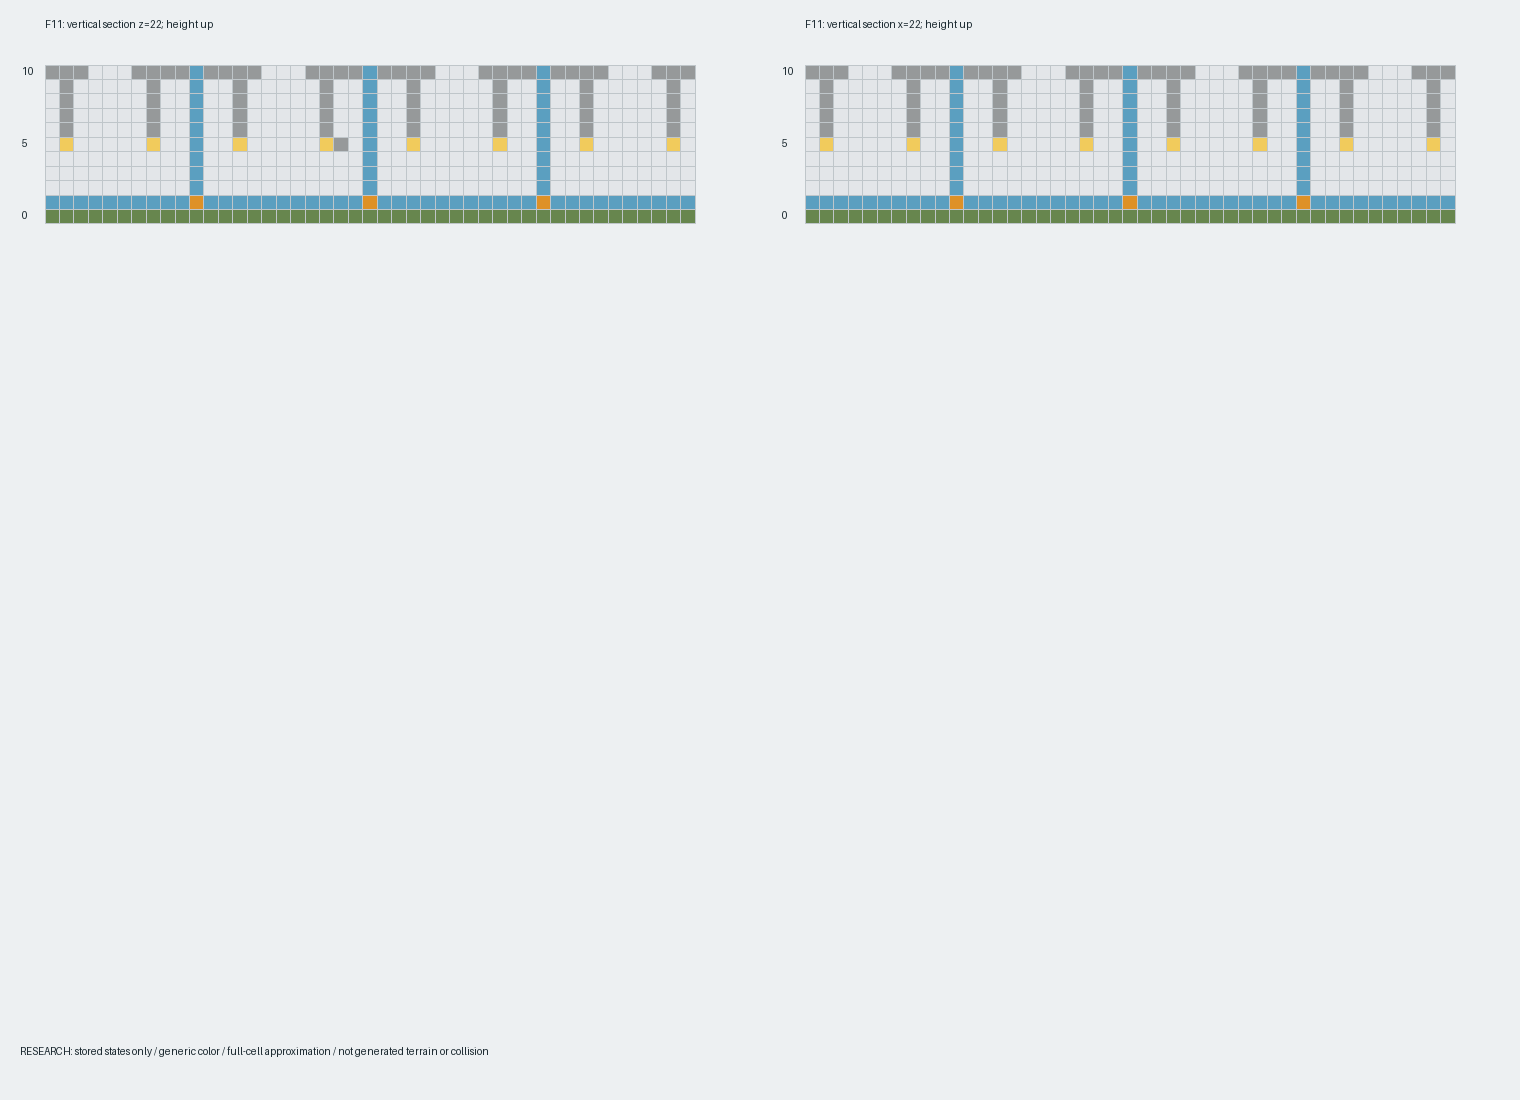 F11: vertical section z=22; height up
F11: vertical section x=22; height up
10
10
5
5
0
0
RESEARCH: stored states only / generic color / full-cell approximation / not generated terrain or collision